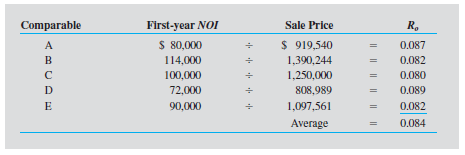 Comparable First-year NOI Sale Price Rₒ
A $ 80,000 ÷ $ 919,540 = 0.087
B 114,000 ÷ 1,390,244 = 0.082
C 100,000 ÷ 1,250,000 = 0.080
D 72,000 ÷ 808,989 = 0.089
E 90,000 ÷ 1,097,561 = 0.082
Average = 0.084